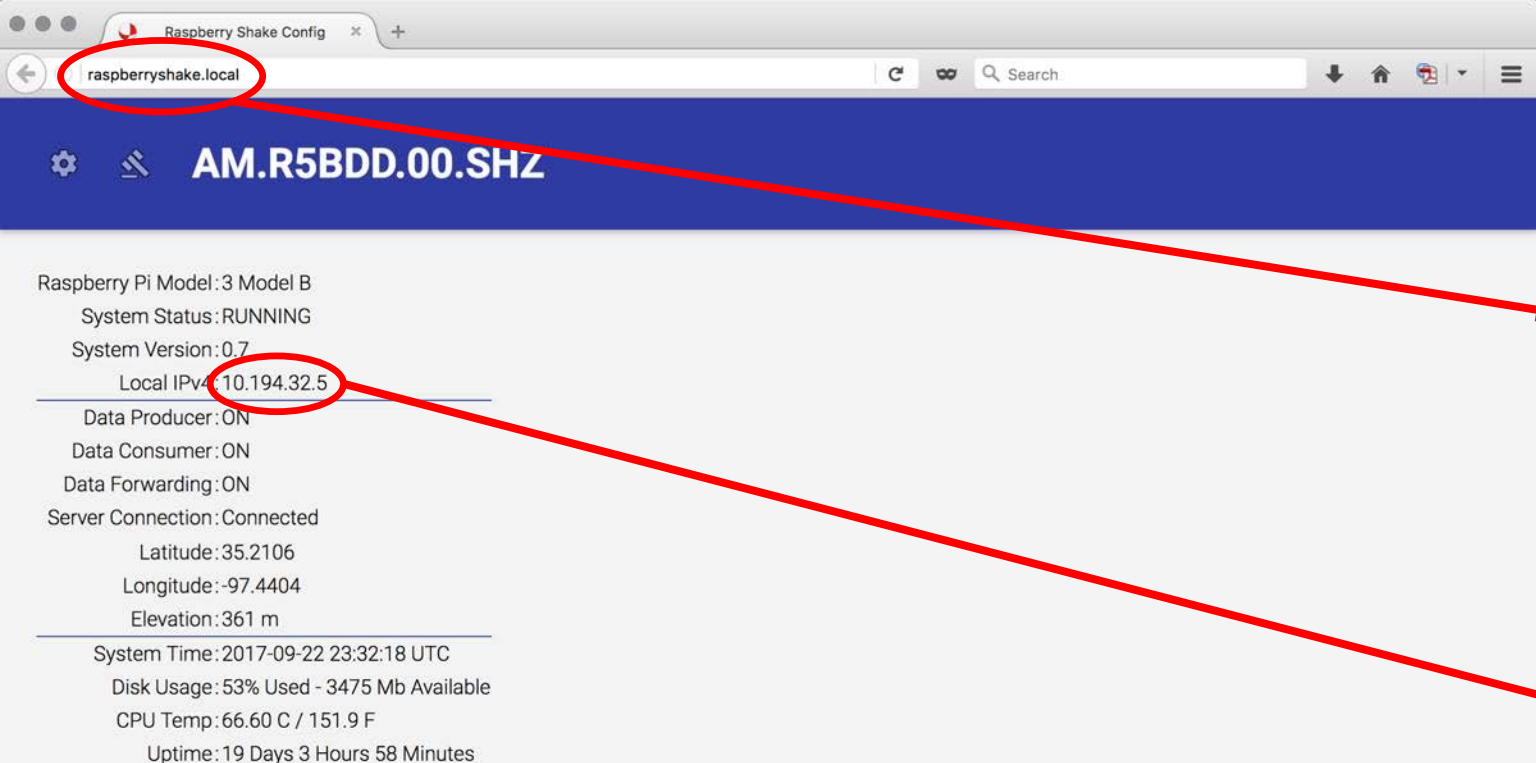 Raspberry Shake Config
raspberryshake.local
Search
AM.R5BDD.00.SHZ
Raspberry Pi Model: 3 Model B
System Status: RUNNING
System Version: 0.7
Local IPv4: 10.194.32.5
Data Producer: ON
Data Consumer: ON
Data Forwarding: ON
Server Connection: Connected
Latitude: 35.2106
Longitude: -97.4404
Elevation: 361 m
System Time: 2017-09-22 23:32:18 UTC
Disk Usage: 53% Used - 3475 Mb Available
CPU Temp: 66.60 C / 151.9 F
Uptime: 19 Days 3 Hours 58 Minutes